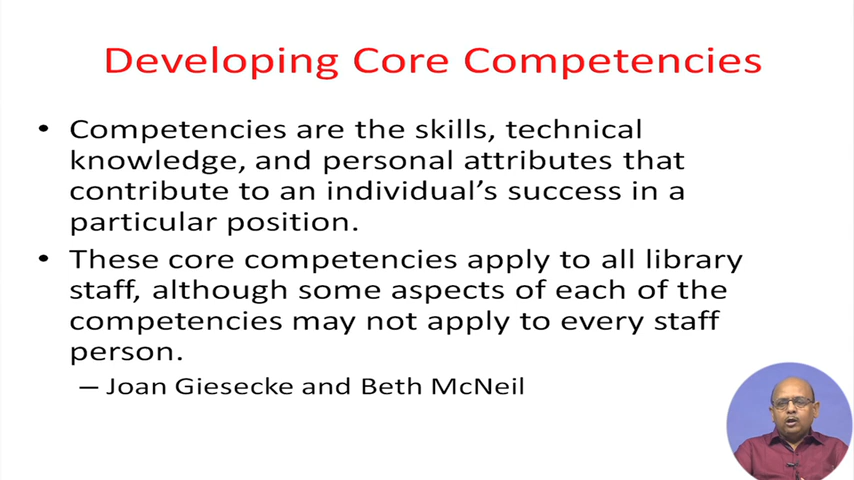 Developing Core Competencies
• Competencies are the skills, technical
knowledge, and personal attributes that
contribute to an individual’s success in a
particular position.
• These core competencies apply to all library
staff, although some aspects of each of the
competencies may not apply to every staff
person.
– Joan Giesecke and Beth McNeil